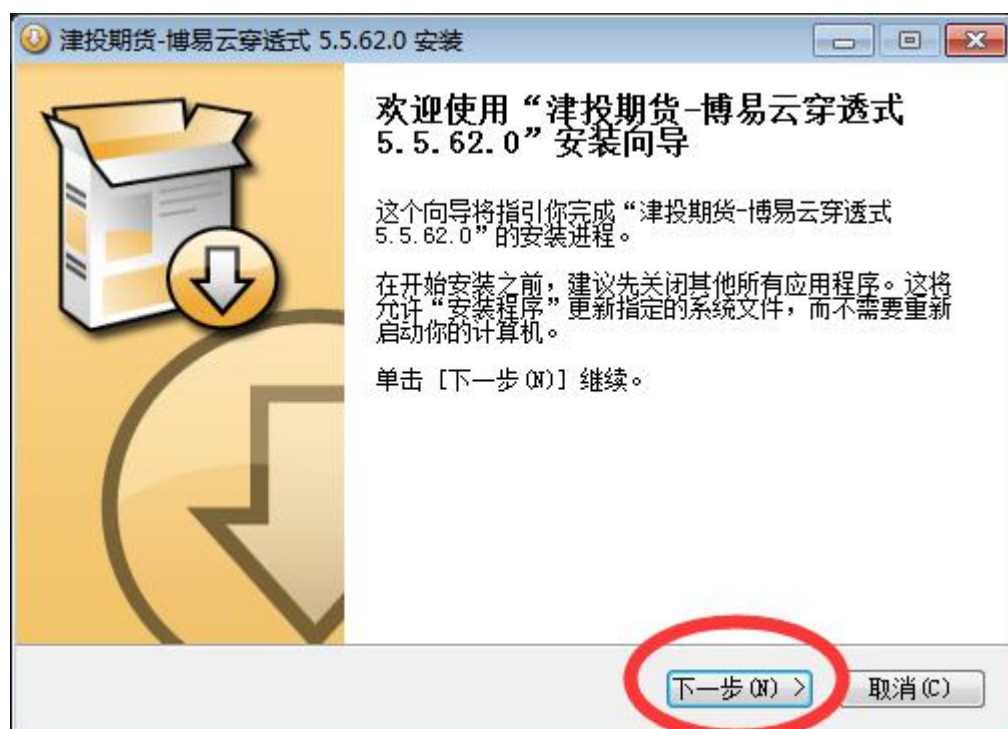 津投期货-博易云穿透式 5.5.62.0 安装
欢迎使用“津投期货-博易云穿透式
5.5.62.0”安装向导
这个向导将指引你完成“津投期货-博易云穿透式
5.5.62.0”的安装进程。
在开始安装之前，建议先关闭其他所有应用程序。这将
允许“安装程序”更新指定的系统文件，而不需要重新
启动你的计算机。
单击 [下一步(N)] 继续。
下一步(N) >
取消(C)